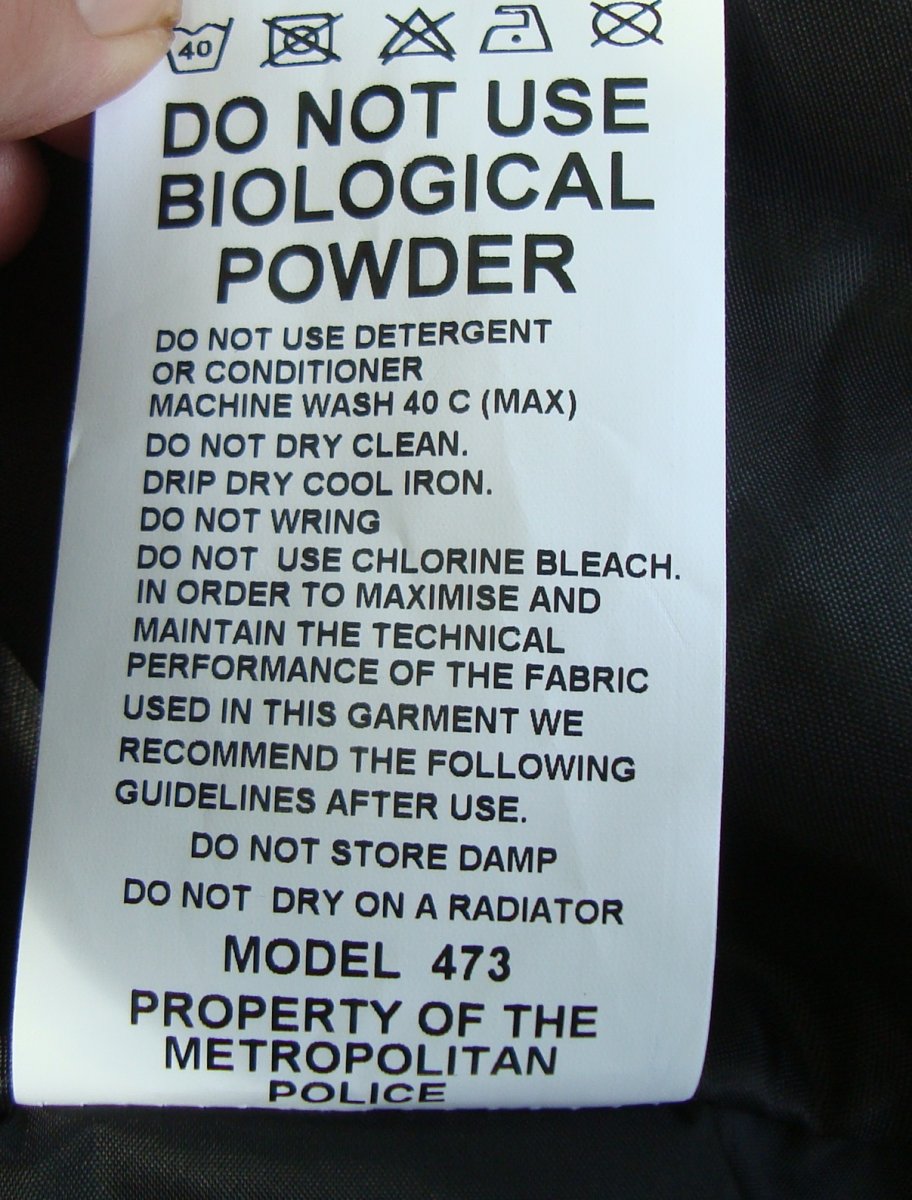 40
DO NOT USE
BIOLOGICAL
POWDER
DO NOT USE DETERGENT
OR CONDITIONER
MACHINE WASH 40 C (MAX)
DO NOT DRY CLEAN.
DRIP DRY COOL IRON.
DO NOT WRING
DO NOT USE CHLORINE BLEACH.
IN ORDER TO MAXIMISE AND
MAINTAIN THE TECHNICAL
PERFORMANCE OF THE FABRIC
USED IN THIS GARMENT WE
RECOMMEND THE FOLLOWING
GUIDELINES AFTER USE.
DO NOT STORE DAMP
DO NOT DRY ON A RADIATOR
MODEL 473
PROPERTY OF THE
METROPOLITAN
POLICE